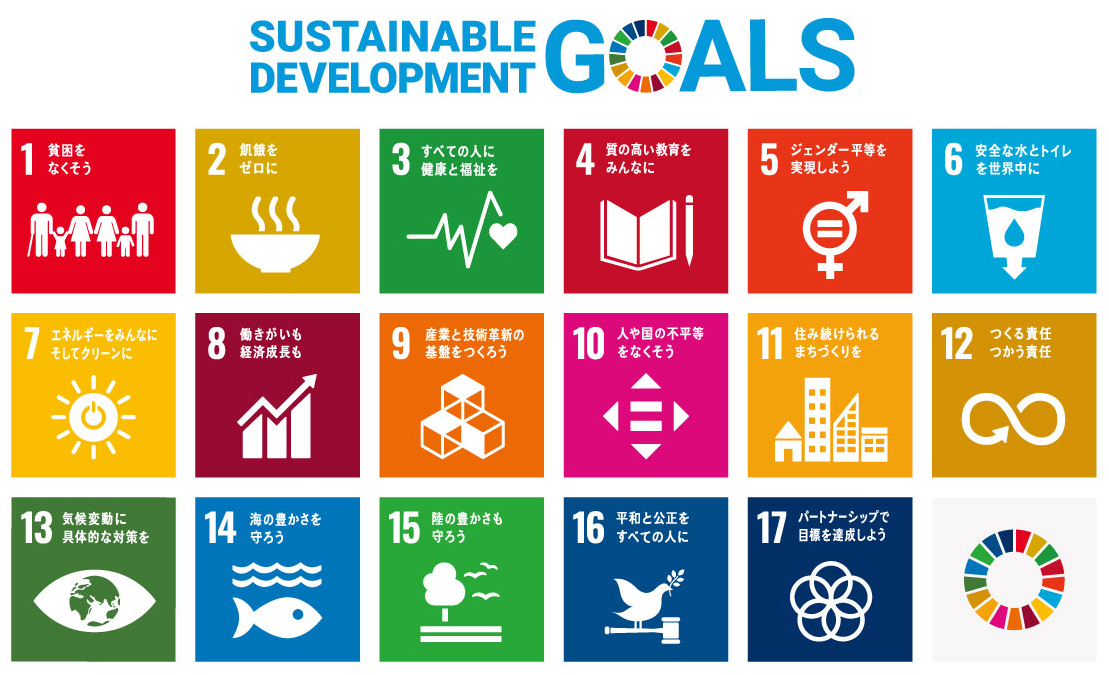 SUSTAINABLE
DEVELOPMENT
GOALS
1
貧困を
なくそう
2
飢餓を
ゼロに
3
すべての人に
健康と福祉を
4
質の高い教育を
みんなに
5
ジェンダー平等を
実現しよう
6
安全な水とトイレ
を世界中に
7
エネルギーをみんなに
そしてクリーンに
8
働きがいも
経済成長も
9
産業と技術革新の
基盤をつくろう
10
人や国の不平等
をなくそう
11
住み続けられる
まちづくりを
12
つくる責任
つかう責任
13
気候変動に
具体的な対策を
14
海の豊かさを
守ろう
15
陸の豊かさも
守ろう
16
平和と公正を
すべての人に
17
パートナーシップで
目標を達成しよう